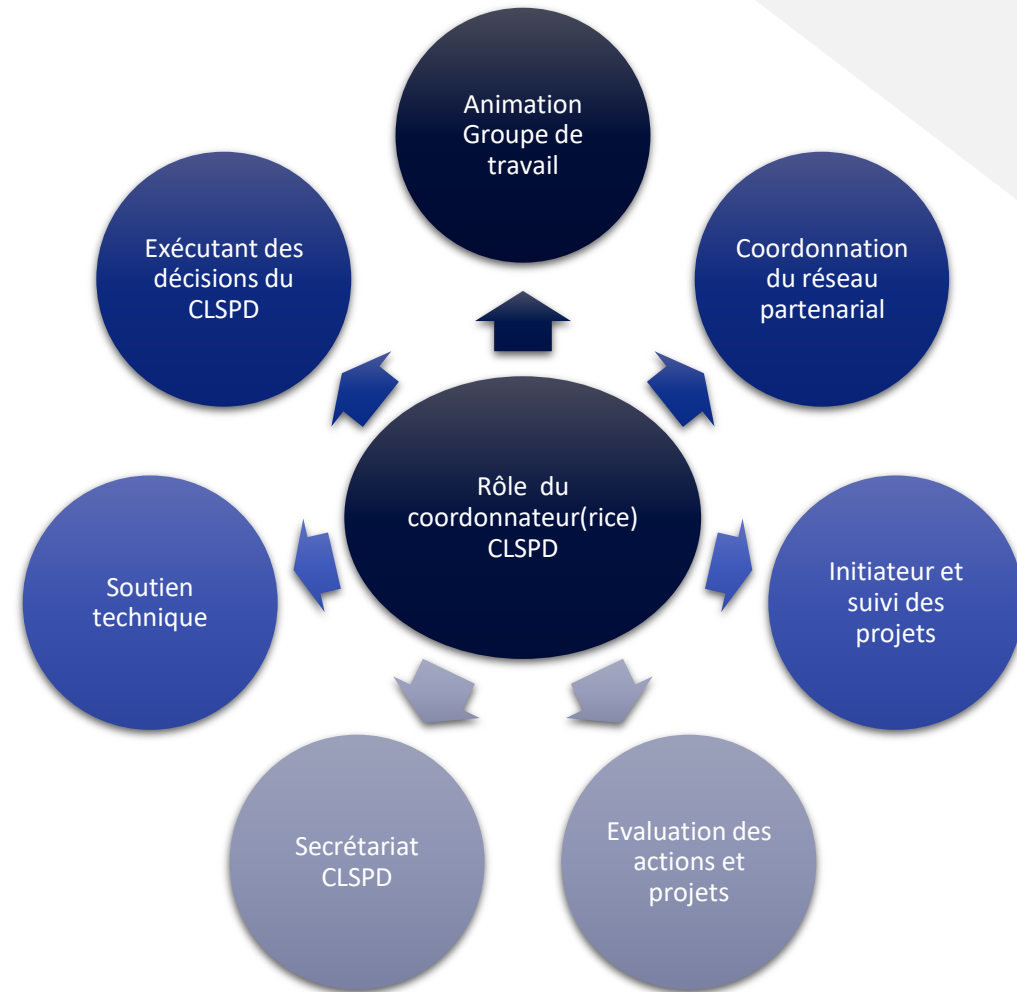 Animation
Groupe de
travail
Exécutant des
décisions du
CLSPD
Coordonnation
du réseau
partenarial
Rôle du
coordonnateur(rice)
CLSPD
Soutien
technique
Initiateur et
suivi des
projets
Secrétariat
CLSPD
Evaluation des
actions et
projets